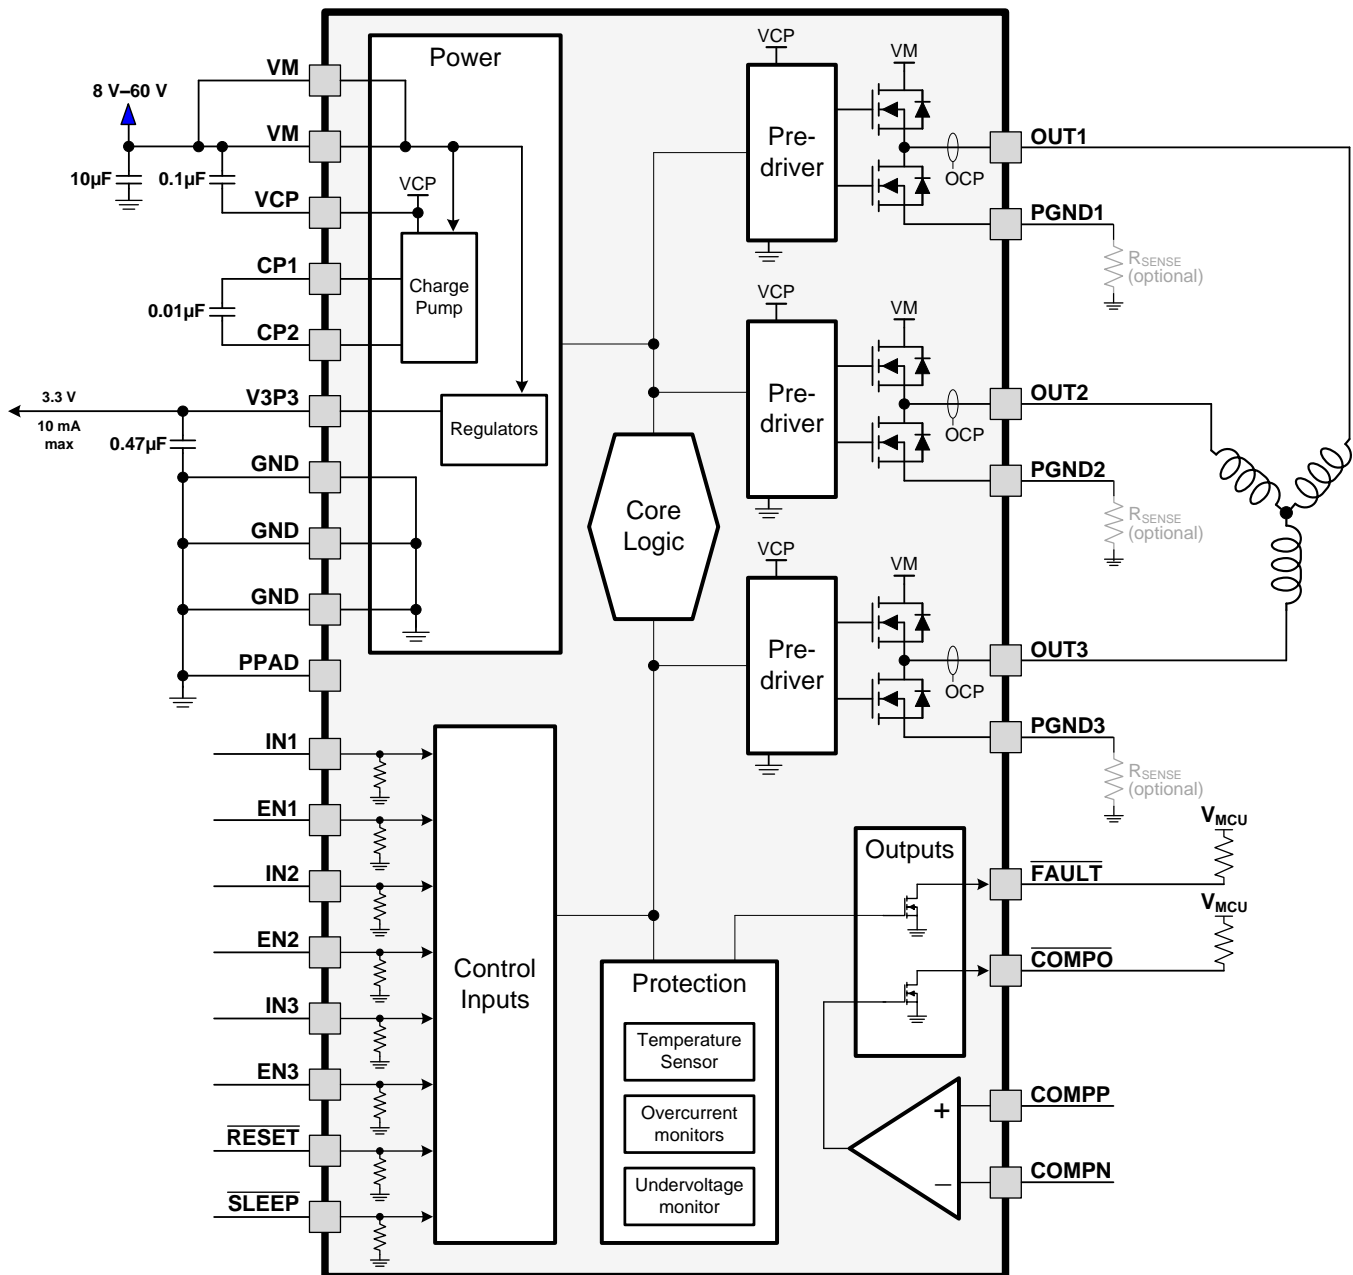 Power
VM
8 V–60 V
VM
10µF
0.1µF
VCP
VCP
CP1
0.01µF
CP2
Charge
Pump
3.3 V
10 mA
max
V3P3
0.47µF
Regulators
GND
GND
GND
PPAD
Core
Logic
VCP
VM
Pre-
driver
OCP
OUT1
PGND1
RSENSE
(optional)
VCP
VM
Pre-
driver
OCP
OUT2
PGND2
RSENSE
(optional)
VCP
VM
Pre-
driver
OCP
OUT3
PGND3
RSENSE
(optional)
IN1
EN1
IN2
EN2
IN3
EN3
RESET
SLEEP
Control
Inputs
Protection
Temperature
Sensor
Overcurrent
monitors
Undervoltage
monitor
Outputs
VMCU
FAULT
VMCU
COMPO
+
COMPP
–
COMPN